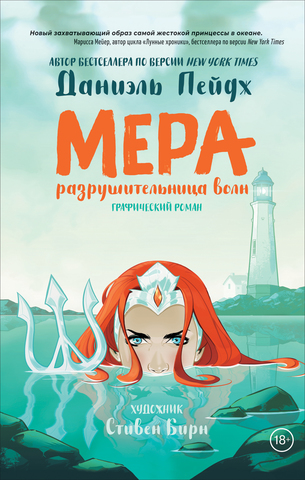 Новый захватывающий образ самой жестокой принцессы в океане.
Марисса Мейер, автор цикла «Лунные хроники», бестселлера по версии New York Times
АВТОР БЕСТСЕЛЛЕРА ПО ВЕРСИИ NEW YORK TIMES
Даниэль Пейдж
МЕРА
разрушительница волн
ГРАФИЧЕСКИЙ РОМАН
ХУДОЖНИК
Стивен Бирн
18+